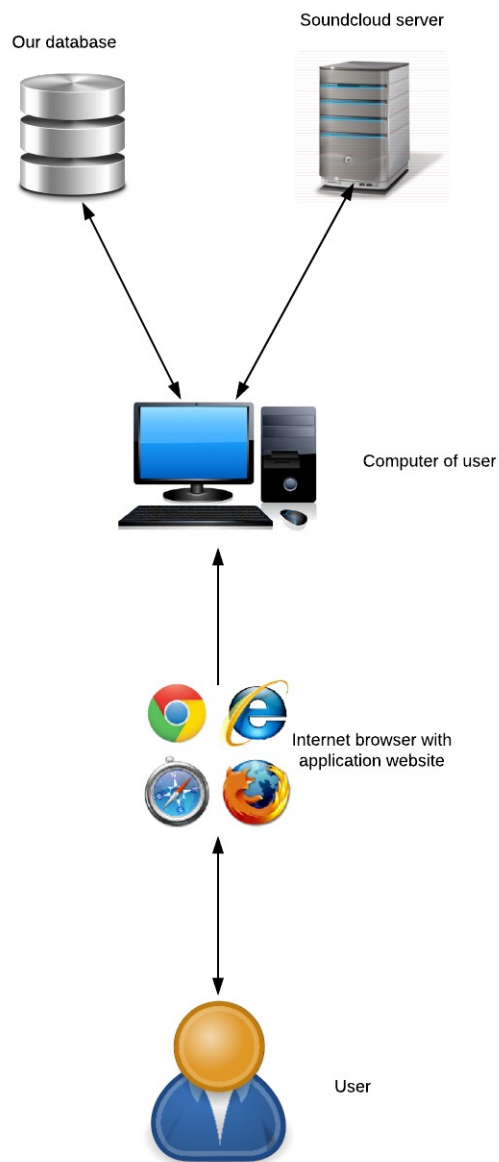 Soundcloud server
Our database
Computer of user
Internet browser with
application website
User